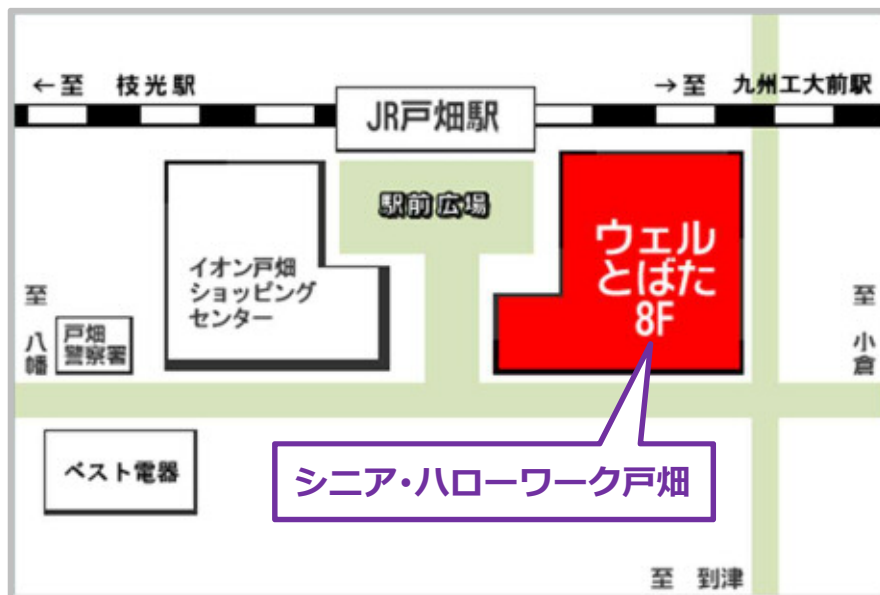 ←至 枝光駅
JR戸畑駅
→至 九州工大前駅
駅前広場
ウェル
とばた
8F
イオン戸畑
ショッピング
センター
至 八幡
戸畑
警察署
至 小倉
ベスト電器
シニア・ハローワーク戸畑
至 到津